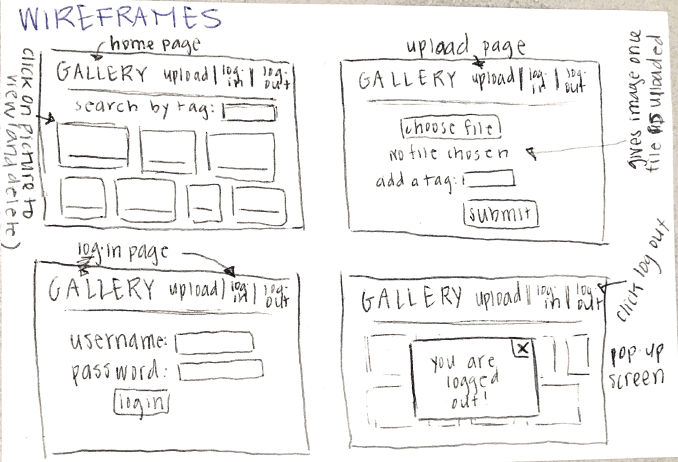 WIREFRAMES
home page
GALLERY upload | log-in | log-out
search by tag:
click on picture to
view (and delete)
upload page
GALLERY upload | log-in | log-out
choose file
no file chosen
add a tag:
submit
gives image once
file is uploaded
log-in page
GALLERY upload | log-in | log-out
username:
password:
login
GALLERY upload | log-in | log-out
X
you are
logged
out!
click log out
pop-up
screen